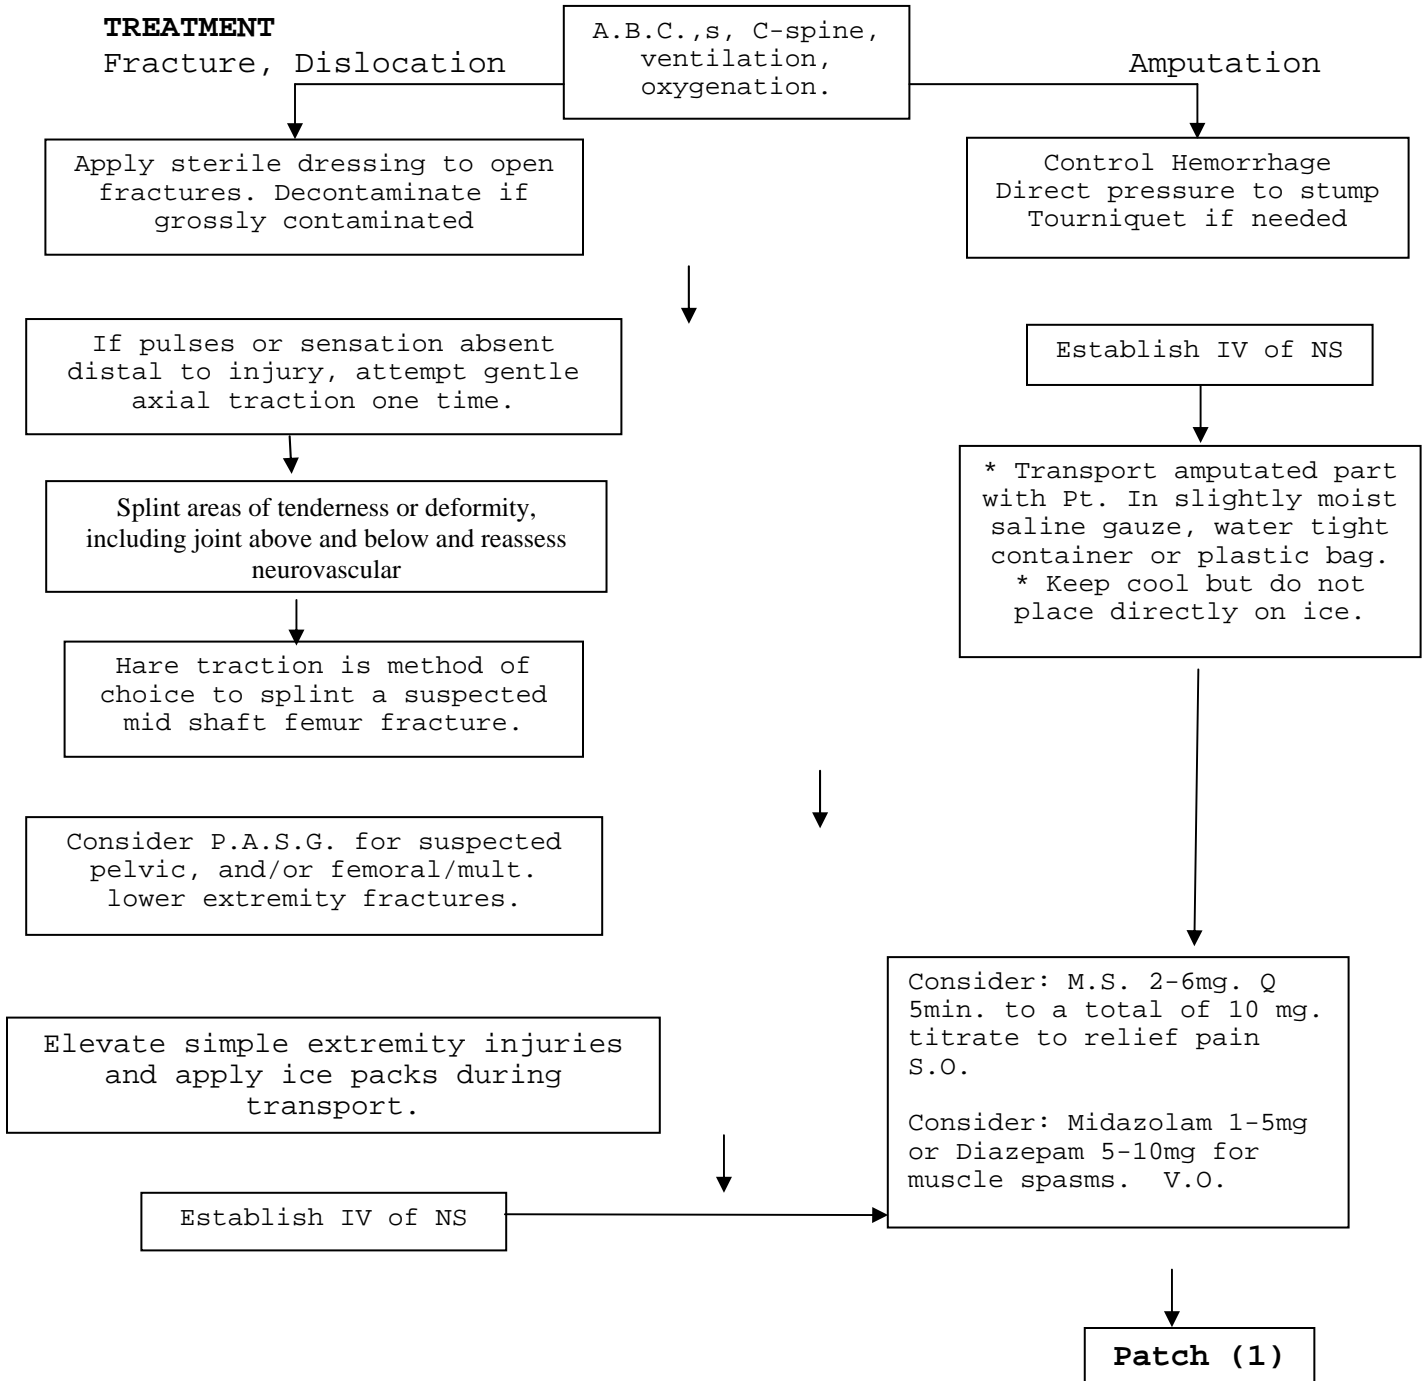 TREATMENT
Fracture, Dislocation
A.B.C.,s, C-spine,
ventilation,
oxygenation.
Amputation
Apply sterile dressing to open
fractures. Decontaminate if
grossly contaminated
Control Hemorrhage
Direct pressure to stump
Tourniquet if needed
If pulses or sensation absent
distal to injury, attempt gentle
axial traction one time.
Establish IV of NS
Splint areas of tenderness or deformity,
including joint above and below and reassess
neurovascular
* Transport amputated part
with Pt. In slightly moist
saline gauze, water tight
container or plastic bag.
* Keep cool but do not
place directly on ice.
Hare traction is method of
choice to splint a suspected
mid shaft femur fracture.
Consider P.A.S.G. for suspected
pelvic, and/or femoral/mult.
lower extremity fractures.
Elevate simple extremity injuries
and apply ice packs during
transport.
Establish IV of NS
Consider: M.S. 2-6mg. Q
5min. to a total of 10 mg.
titrate to relief pain
S.O.
Consider: Midazolam 1-5mg
or Diazepam 5-10mg for
muscle spasms. V.O.
Patch (1)